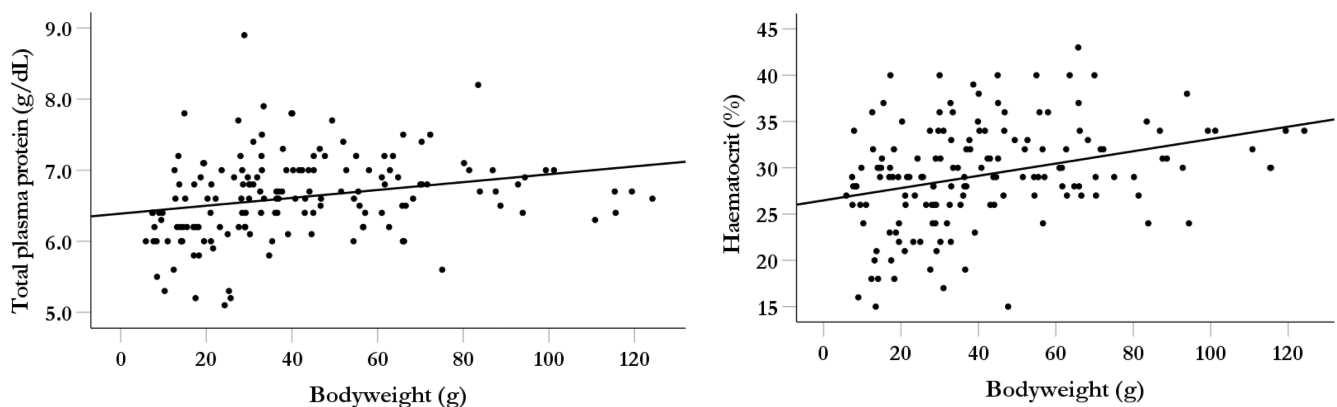 Total plasma protein (g/dL)
9.0
8.0
7.0
6.0
5.0
0 20 40 60 80 100 120
Bodyweight (g)
Haematocrit (%)
45
40
35
30
25
20
15
0 20 40 60 80 100 120
Bodyweight (g)